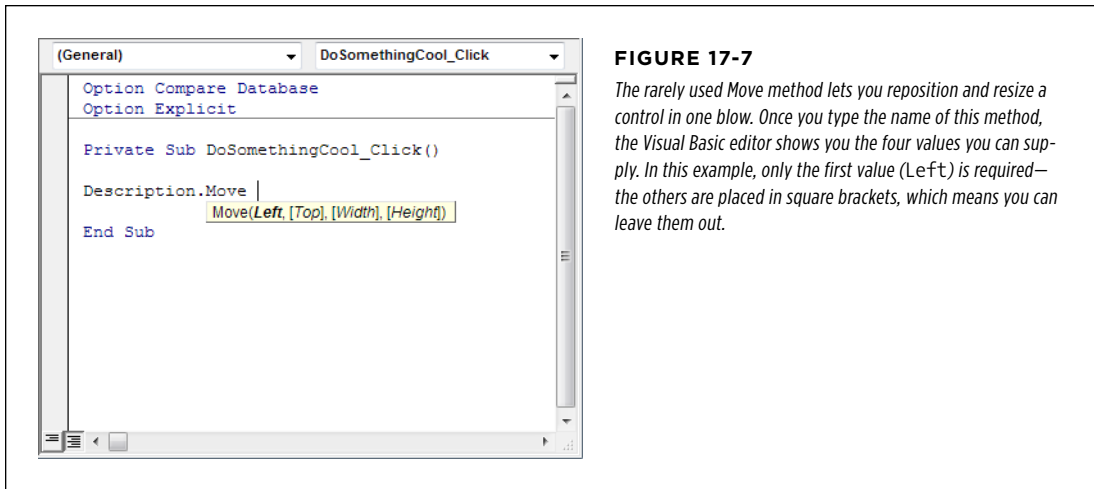 (General)
DoSomethingCool_Click
Option Compare Database
Option Explicit
Private Sub DoSomethingCool_Click()
Description.Move
Move(Left, [Top], [Width], [Height])
End Sub
FIGURE 17-7
The rarely used Move method lets you reposition and resize a
control in one blow. Once you type the name of this method,
the Visual Basic editor shows you the four values you can sup-
ply. In this example, only the first value (Left) is required—
the others are placed in square brackets, which means you can
leave them out.